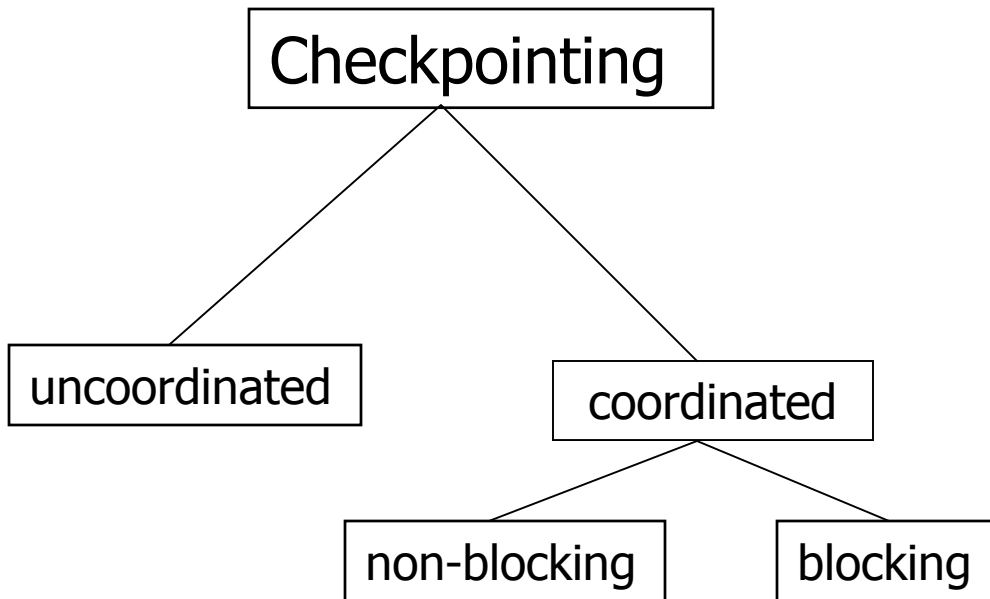 Checkpointing
uncoordinated
coordinated
non-blocking
blocking